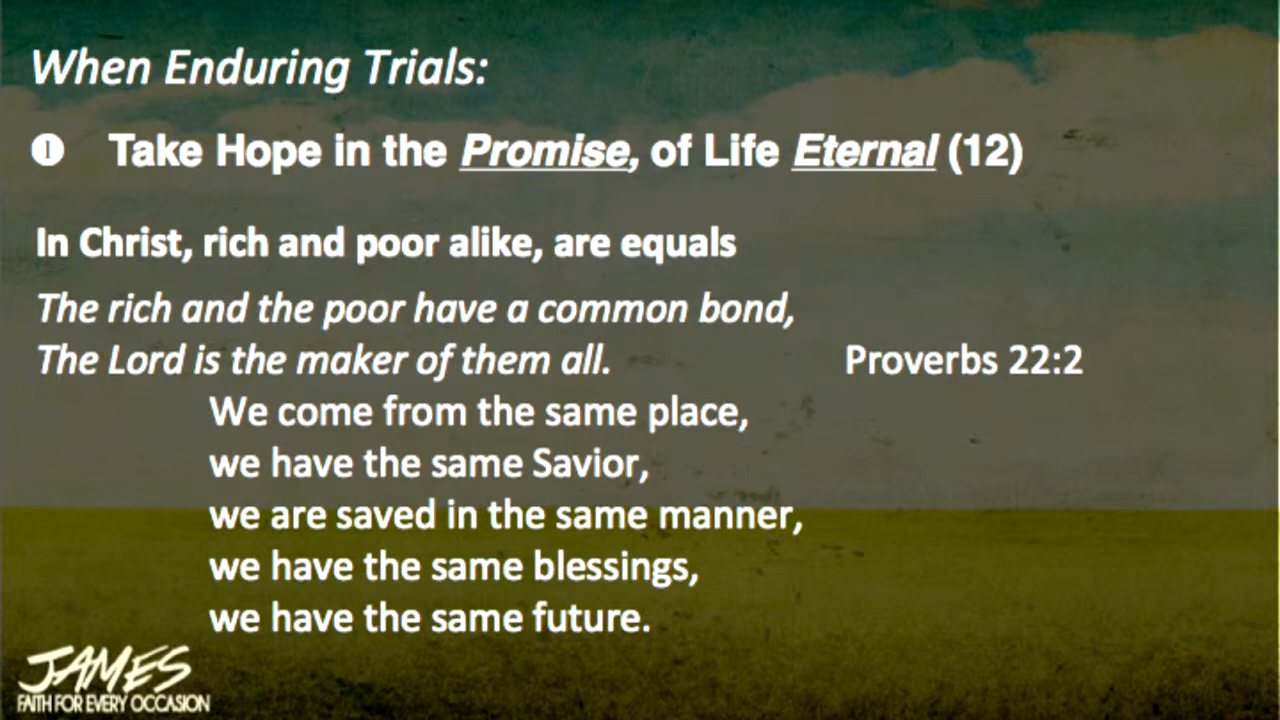 When Enduring Trials:
❶ Take Hope in the Promise, of Life Eternal (12)
In Christ, rich and poor alike, are equals
The rich and the poor have a common bond,
The Lord is the maker of them all. Proverbs 22:2
We come from the same place,
we have the same Savior,
we are saved in the same manner,
we have the same blessings,
we have the same future.
JAMES
FAITH FOR EVERY OCCASION